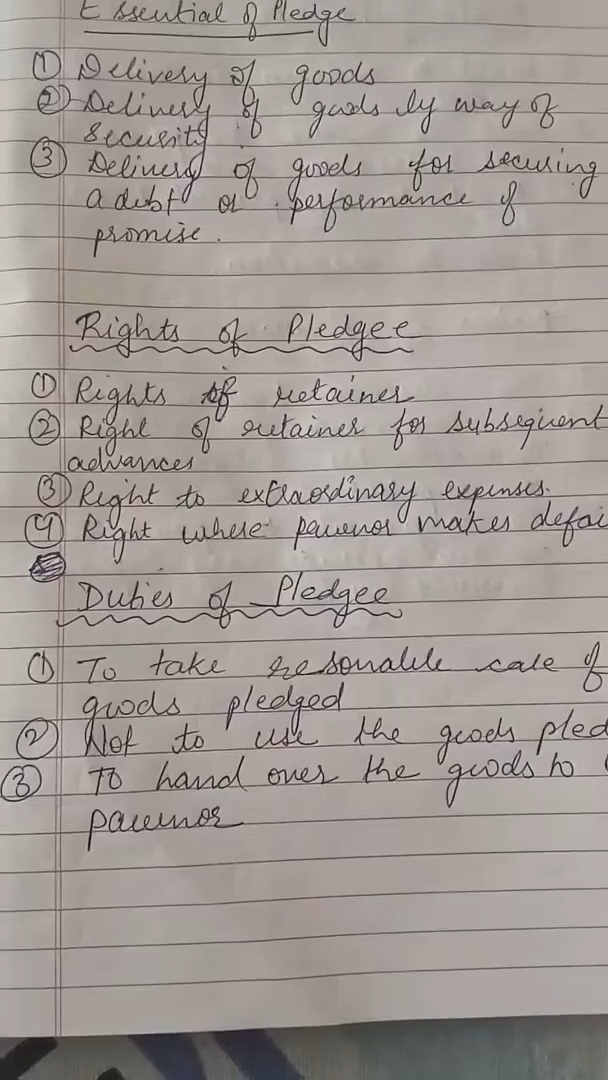 Essential of Pledge
① Delivery of goods
② Delivery of goods by way of
security.
③ Delivery of goods for securing
a debt or performance of
promise.
Rights of Pledgee
① Rights of retainer
② Right of retainer for subsequent
advances
③ Right to extraordinary expenses.
④ Right where pawnor makes defau
Duties of Pledgee
① To take resonable care of
goods pledged
② Not to use the goods pled
③ To hand over the goods to
pawnor